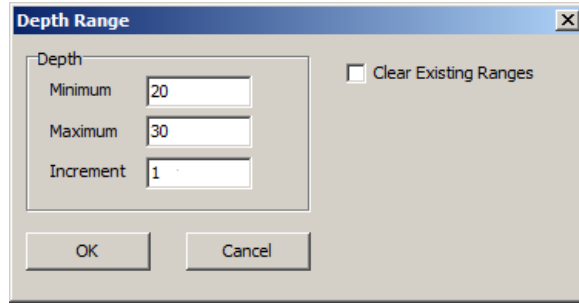 Depth Range
Depth
Minimum 20
Maximum 30
Increment 1
Clear Existing Ranges
OK Cancel